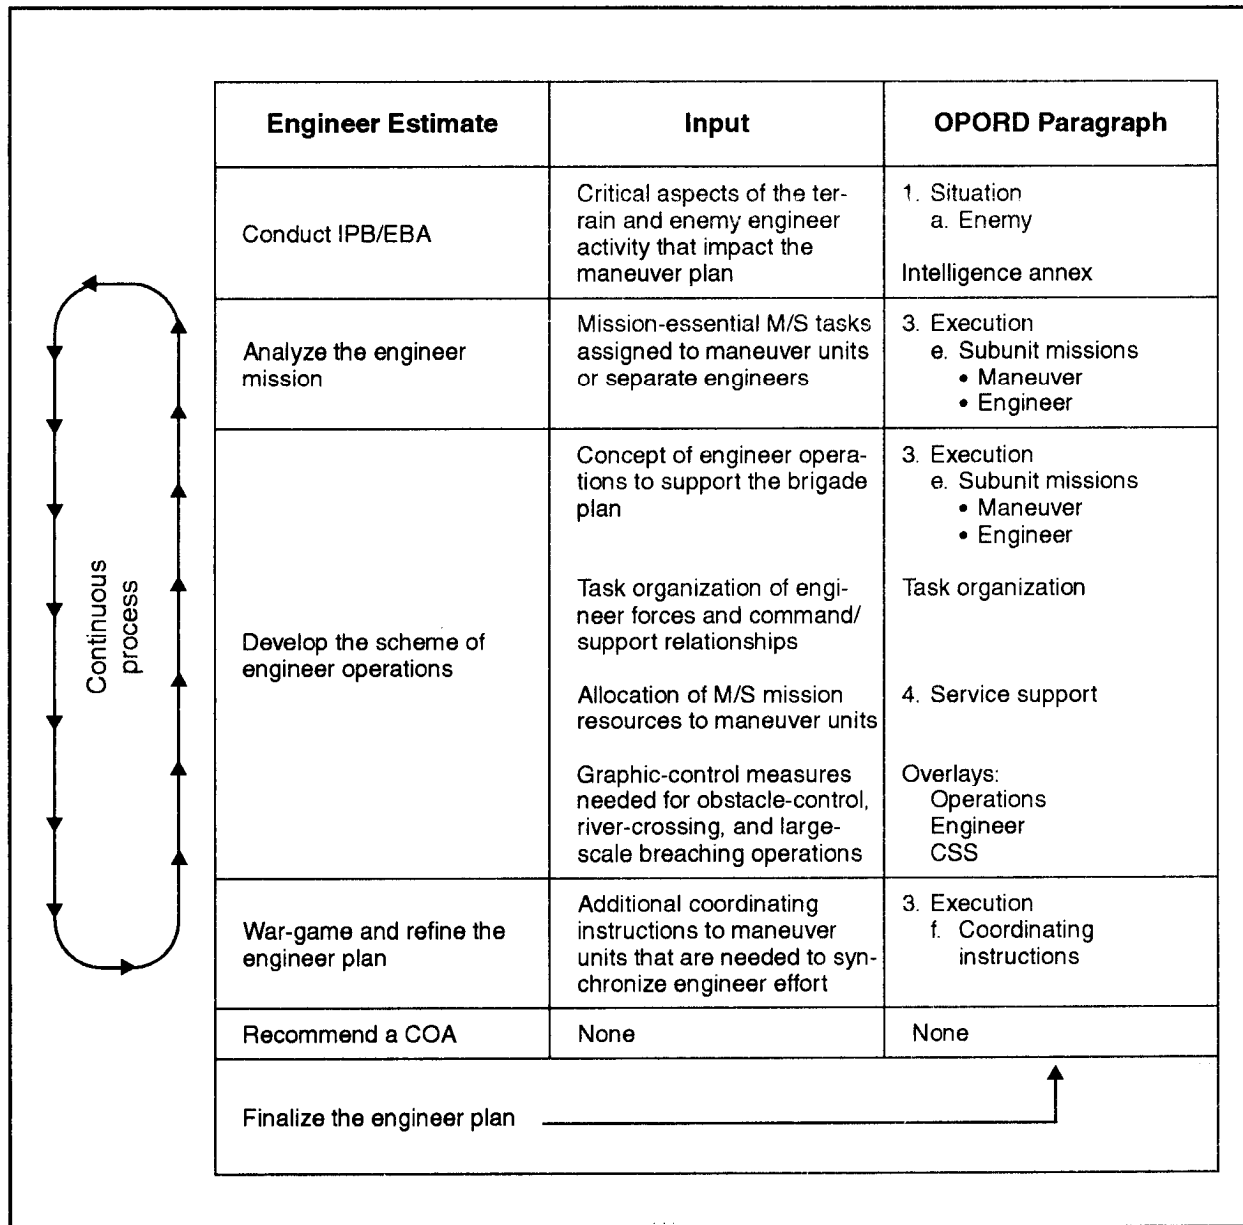 Engineer Estimate
Input
OPORD Paragraph
Conduct IPB/EBA
Critical aspects of the ter-
rain and enemy engineer
activity that impact the
maneuver plan
1. Situation
a. Enemy
Intelligence annex
Analyze the engineer
mission
Mission-essential M/S tasks
assigned to maneuver units
or separate engineers
3. Execution
e. Subunit missions
• Maneuver
• Engineer
Continuous
process
Develop the scheme of
engineer operations
Concept of engineer opera-
tions to support the brigade
plan
3. Execution
e. Subunit missions
• Maneuver
• Engineer
Task organization of engi-
neer forces and command/
support relationships
Task organization
Allocation of M/S mission
resources to maneuver units
4. Service support
Graphic-control measures
needed for obstacle-control,
river-crossing, and large-
scale breaching operations
Overlays:
Operations
Engineer
CSS
War-game and refine the
engineer plan
Additional coordinating
instructions to maneuver
units that are needed to syn-
chronize engineer effort
3. Execution
f. Coordinating
instructions
Recommend a COA
None
None
Finalize the engineer plan